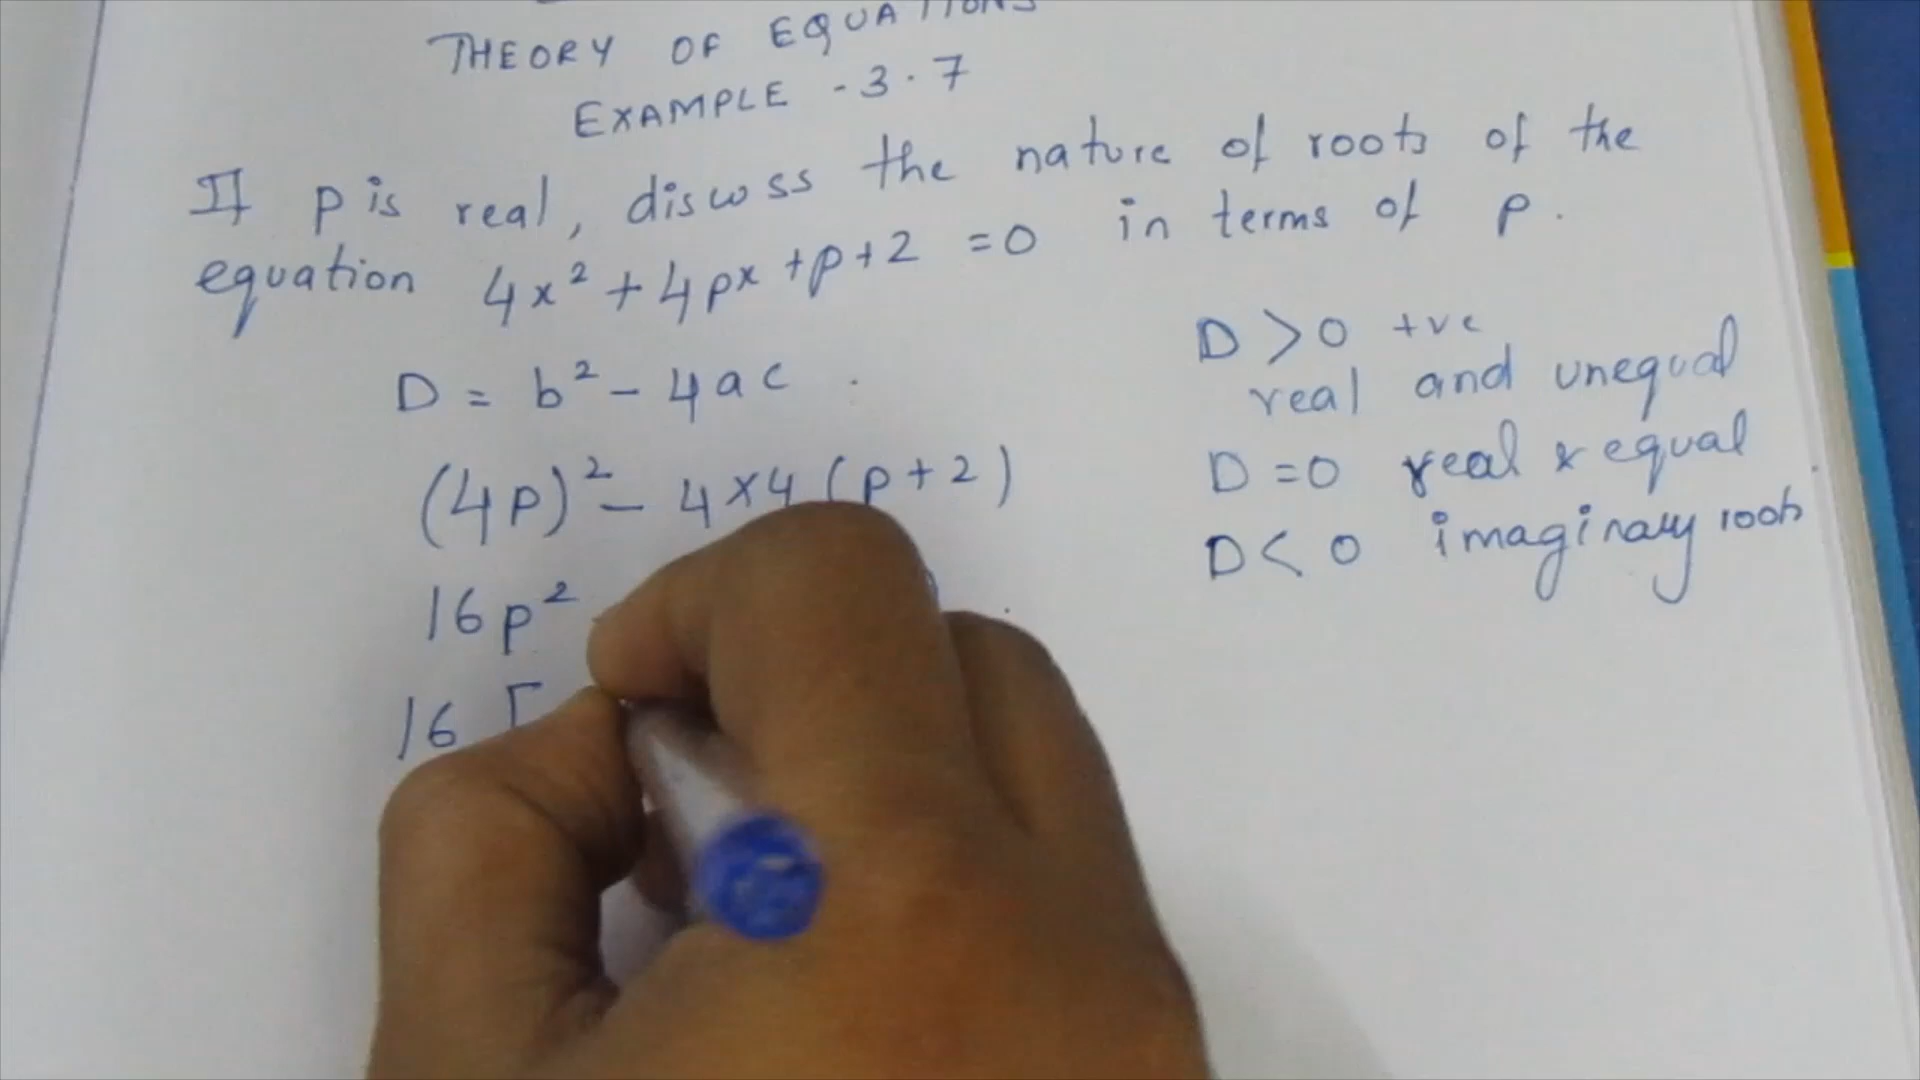 THEORY OF EQUATIONS
EXAMPLE - 3.7
If p is real, discuss the nature of roots of the
equation 4x² + 4px + p + 2 = 0 in terms of p.
D = b² - 4ac
(4p)² - 4×4(p+2)
16p²
16 [
D > 0 +ve
real and unequal
D = 0 real & equal
D < 0 imaginary roots